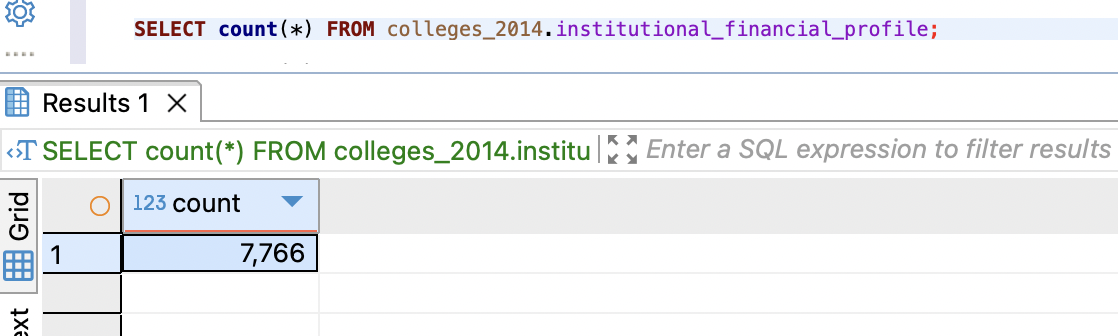 SELECT count(*) FROM colleges_2014.institutional_financial_profile;
Results 1
SELECT count(*) FROM colleges_2014.institu
Enter a SQL expression to filter results
Grid
123 count
1 7,766
ext